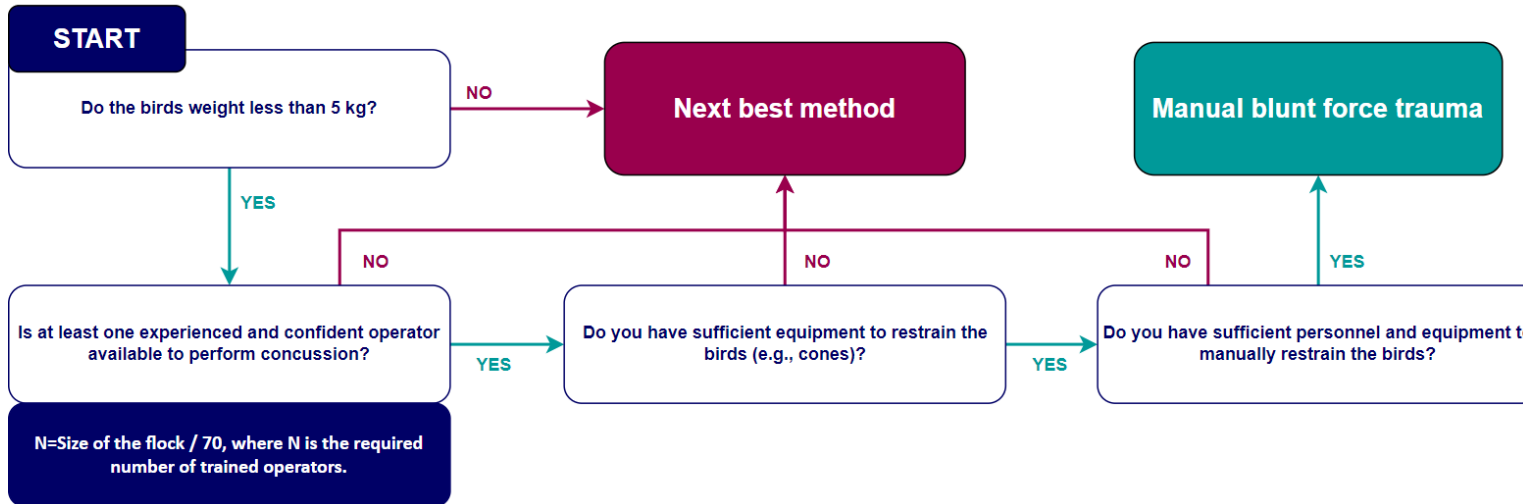 START
Do the birds weight less than 5 kg?
NO
Next best method
Manual blunt force trauma
YES
NO
NO
NO
YES
Is at least one experienced and confident operator
available to perform concussion?
YES
Do you have sufficient equipment to restrain the
birds (e.g., cones)?
YES
Do you have sufficient personnel and equipment
manually restrain the birds?
N=Size of the flock / 70, where N is the required
number of trained operators.